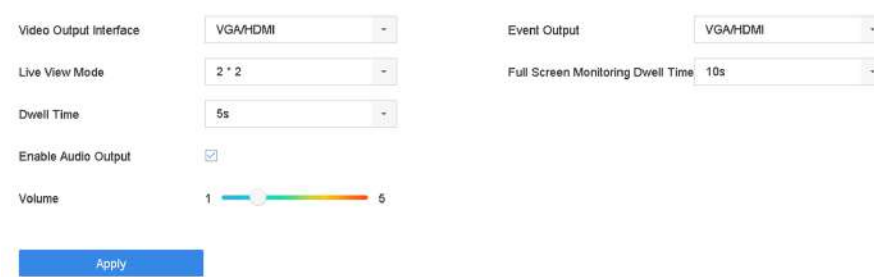 Video Output Interface VGA/HDMI Event Output VGA/HDMI
Live View Mode 2 * 2 Full Screen Monitoring Dwell Time 10s
Dwell Time 5s
Enable Audio Output
Volume 1 5
Apply